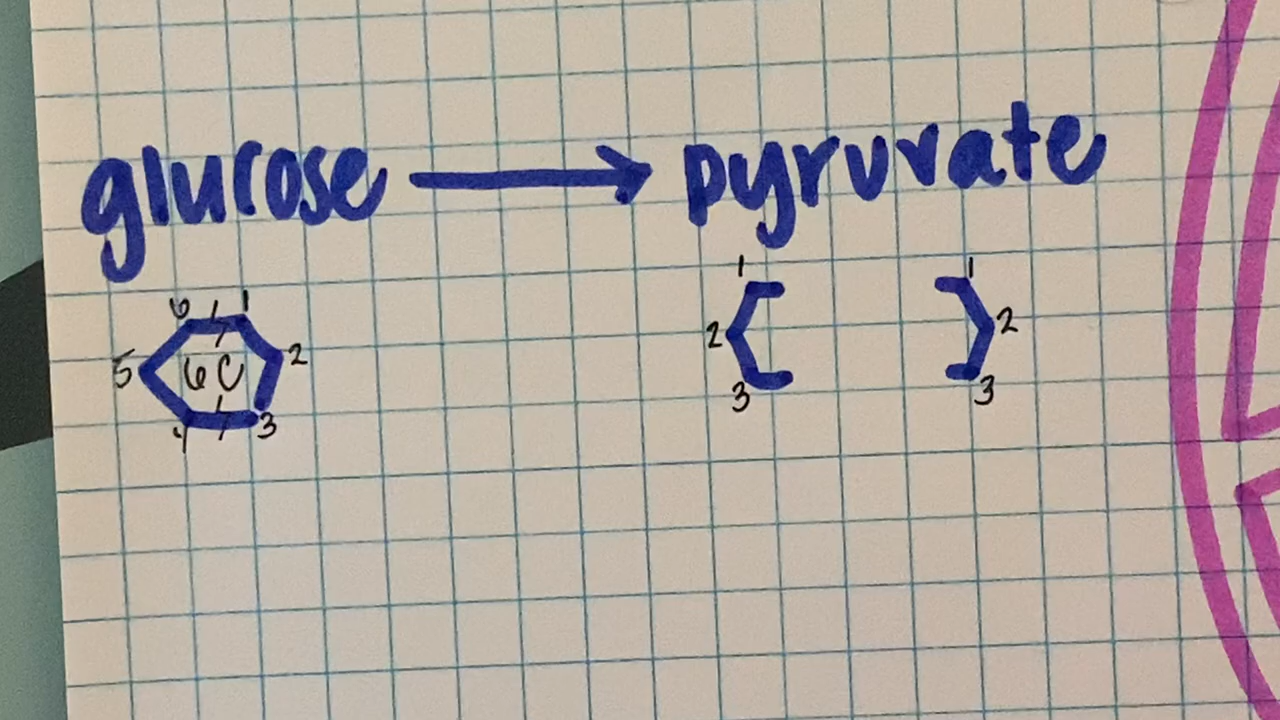 glucose → pyruvate
6 1 1 1
5 6C 2 2 2
4 3 3 3